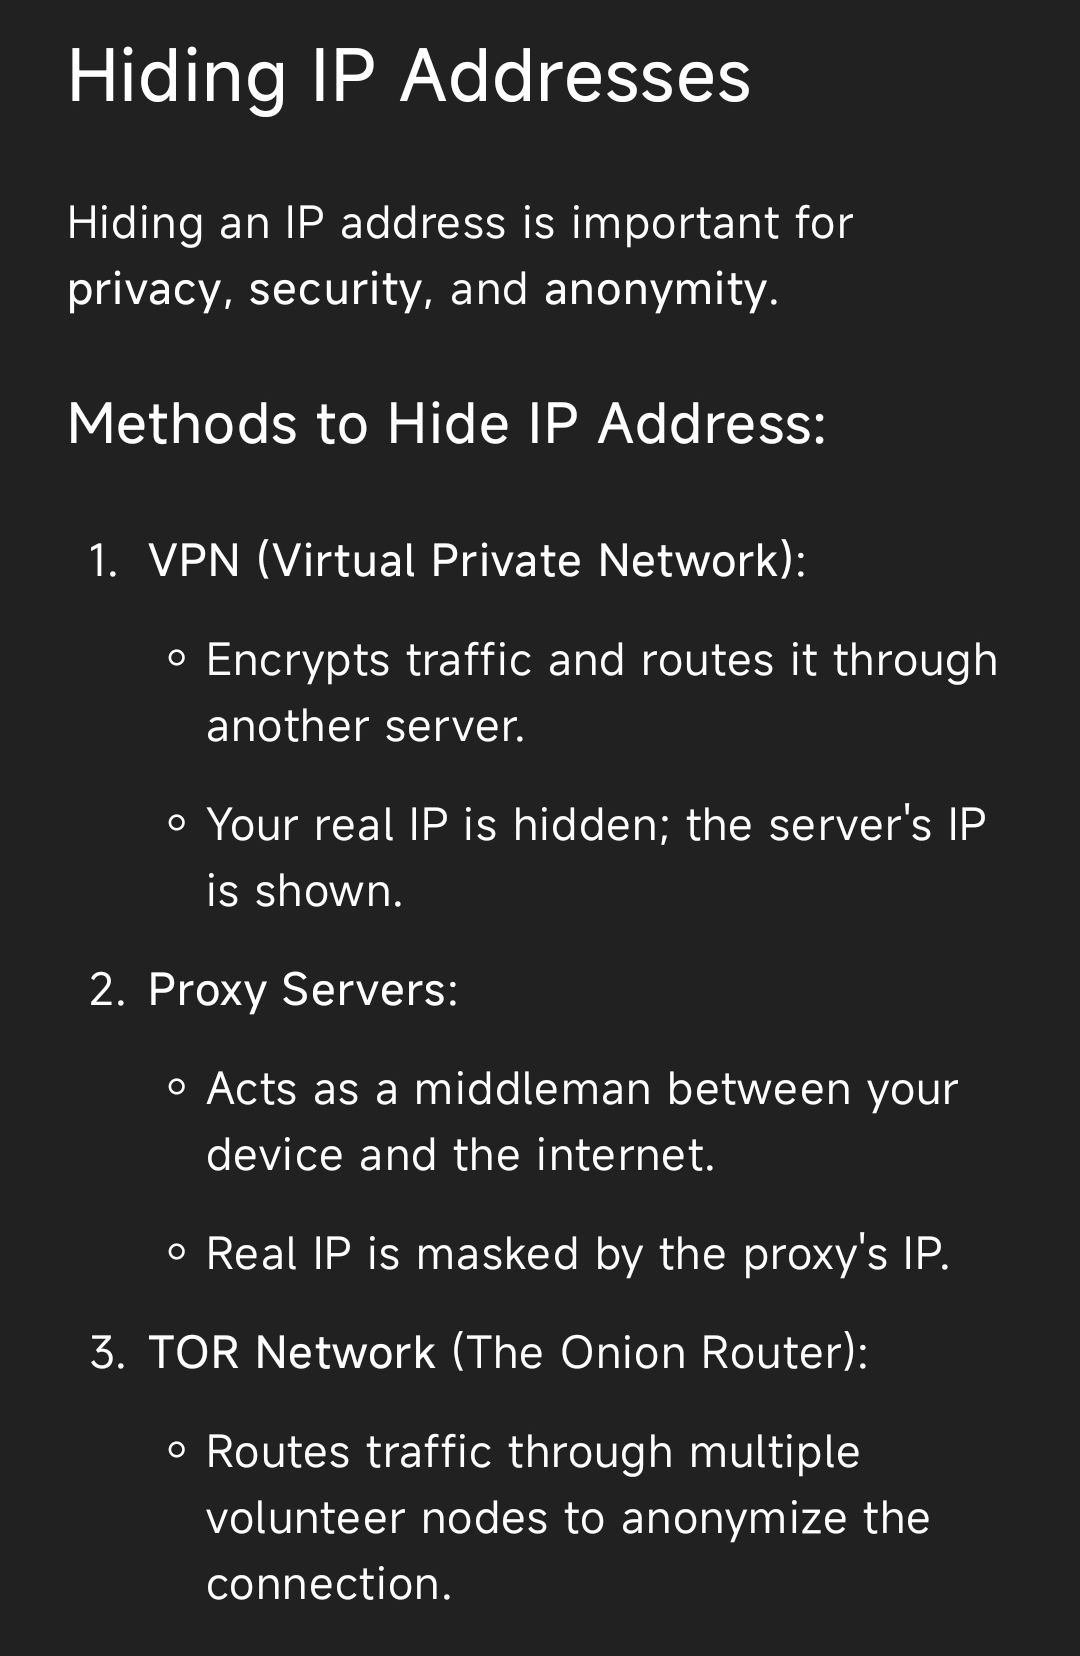 Hiding IP Addresses
Hiding an IP address is important for
privacy, security, and anonymity.
Methods to Hide IP Address:
1. VPN (Virtual Private Network):
○ Encrypts traffic and routes it through
another server.
○ Your real IP is hidden; the server's IP
is shown.
2. Proxy Servers:
○ Acts as a middleman between your
device and the internet.
○ Real IP is masked by the proxy's IP.
3. TOR Network (The Onion Router):
○ Routes traffic through multiple
volunteer nodes to anonymize the
connection.